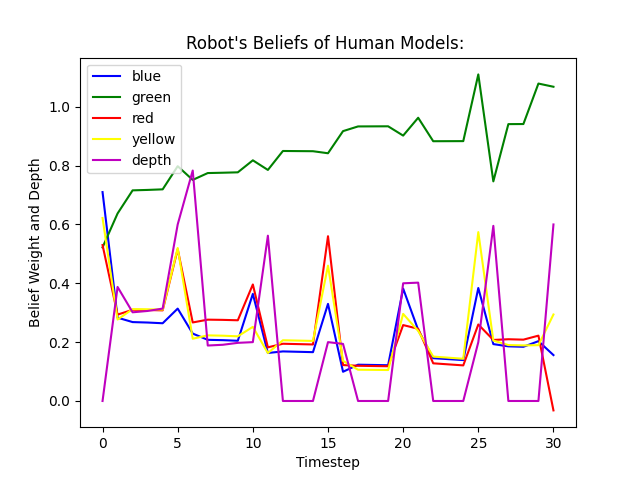 Robot's Beliefs of Human Models:
blue
green
red
yellow
depth
Belief Weight and Depth
1.0
0.8
0.6
0.4
0.2
0.0
0 5 10 15 20 25 30
Timestep